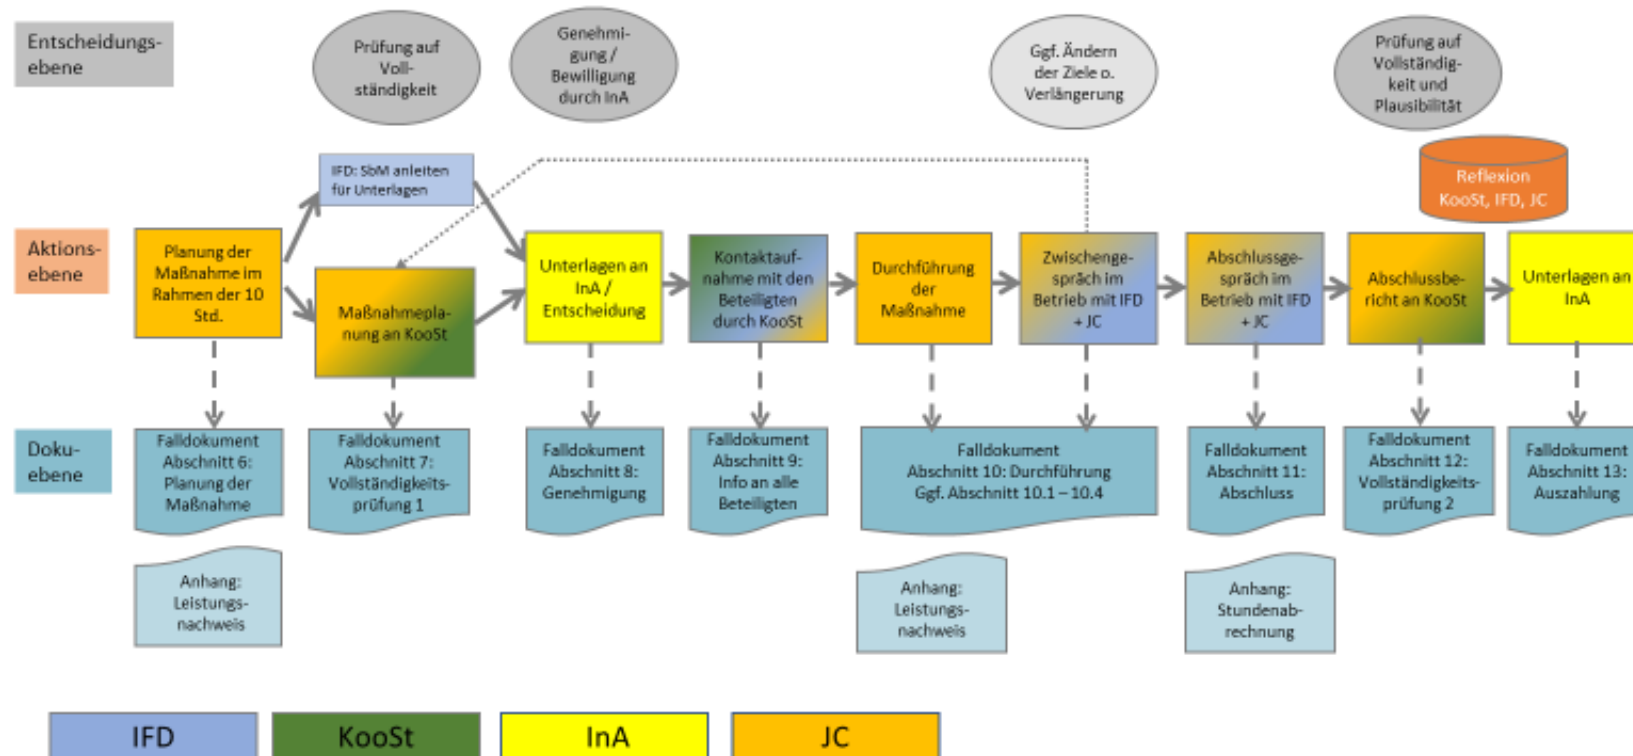 Entscheidungs-
ebene
Prüfung auf
Voll-
ständigkeit
Genehmi-
gung /
Bewilligung
durch InA
Ggf. Ändern
der Ziele o.
Verlängerung
Prüfung auf
Vollständig-
keit und
Plausibilität
Reflexion
KooSt, IFD, JC
Aktions-
ebene
Planung der
Maßnahme im
Rahmen der 10
Std.
IFD: SbM anleiten
für Unterlagen
Maßnahmepla-
nung an KooSt
Unterlagen an
InA /
Entscheidung
Kontaktauf-
nahme mit den
Beteiligten
durch KooSt
Durchführung
der
Maßnahme
Zwischenge-
spräch im
Betrieb mit IFD
+ JC
Abschlussge-
spräch im
Betrieb mit IFD
+ JC
Abschlussbe-
richt an KooSt
Unterlagen an
InA
Doku-
ebene
Falldokument
Abschnitt 6:
Planung der
Maßnahme
Falldokument
Abschnitt 7:
Vollständigkeits-
prüfung 1
Falldokument
Abschnitt 8:
Genehmigung
Falldokument
Abschnitt 9:
Info an alle
Beteiligten
Falldokument
Abschnitt 10: Durchführung
Ggf. Abschnitt 10.1 – 10.4
Falldokument
Abschnitt 11:
Abschluss
Falldokument
Abschnitt 12:
Vollständigkeits-
prüfung 2
Falldokument
Abschnitt 13:
Auszahlung
Anhang:
Leistungs-
nachweis
Anhang:
Leistungs-
nachweis
Anhang:
Stundenab-
rechnung
IFD
KooSt
InA
JC